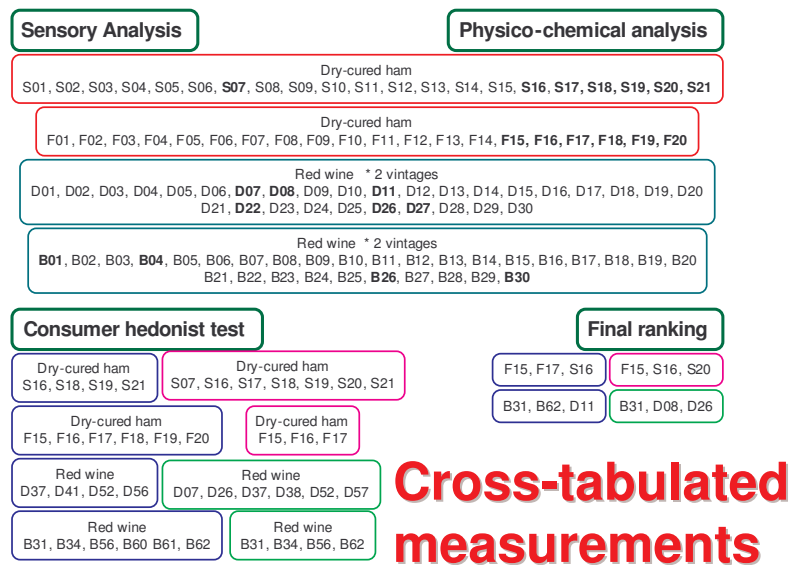 Sensory Analysis
Physico-chemical analysis
Dry-cured ham
S01, S02, S03, S04, S05, S06, S07, S08, S09, S10, S11, S12, S13, S14, S15, S16, S17, S18, S19, S20, S21
Dry-cured ham
F01, F02, F03, F04, F05, F06, F07, F08, F09, F10, F11, F12, F13, F14, F15, F16, F17, F18, F19, F20
Red wine * 2 vintages
D01, D02, D03, D04, D05, D06, D07, D08, D09, D10, D11, D12, D13, D14, D15, D16, D17, D18, D19, D20
D21, D22, D23, D24, D25, D26, D27, D28, D29, D30
Red wine * 2 vintages
B01, B02, B03, B04, B05, B06, B07, B08, B09, B10, B11, B12, B13, B14, B15, B16, B17, B18, B19, B20
B21, B22, B23, B24, B25, B26, B27, B28, B29, B30
Consumer hedonist test
Final ranking
Dry-cured ham
S16, S18, S19, S21
Dry-cured ham
S07, S16, S17, S18, S19, S20, S21
F15, F17, S16
F15, S16, S20
Dry-cured ham
F15, F16, F17, F18, F19, F20
Dry-cured ham
F15, F16, F17
B31, B62, D11
B31, D08, D26
Red wine
D37, D41, D52, D56
Red wine
D07, D26, D37, D38, D52, D57
Red wine
B31, B34, B56, B60 B61, B62
Red wine
B31, B34, B56, B62
Cross-tabulated
measurements